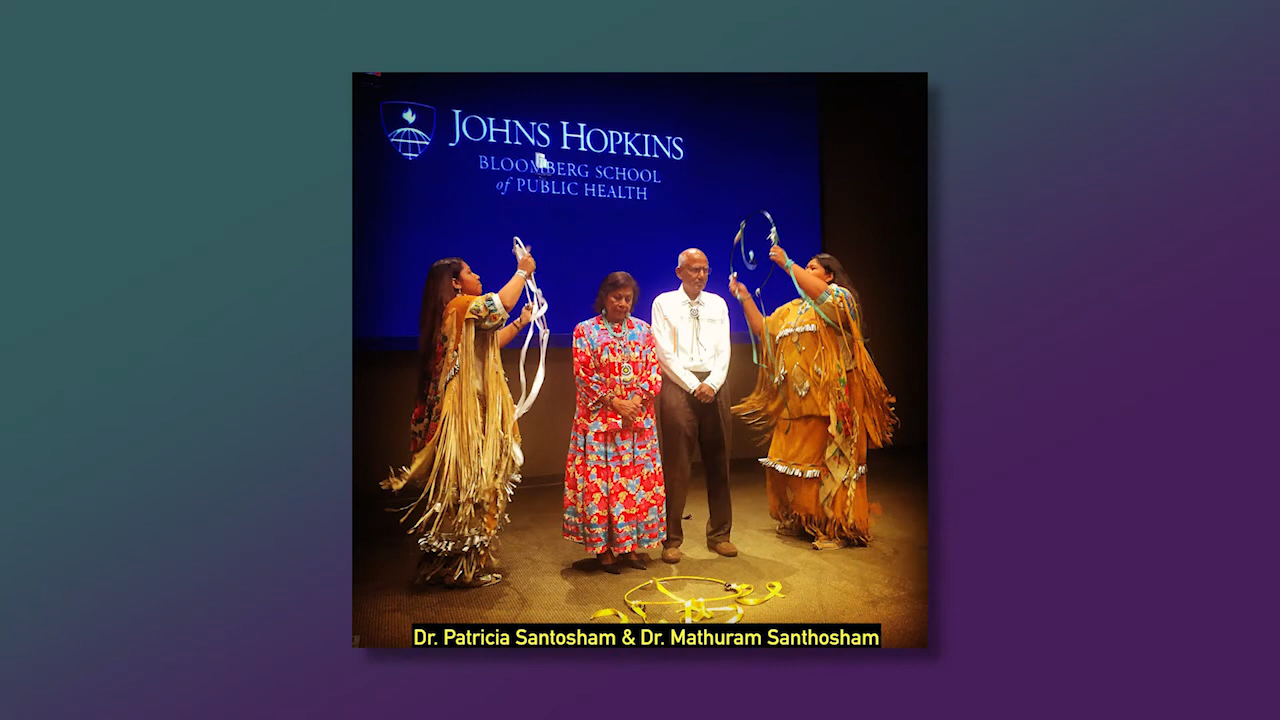 JOHNS HOPKINS
BLOOMBERG SCHOOL
of PUBLIC HEALTH
Dr. Patricia Santosham & Dr. Mathuram Santhosham